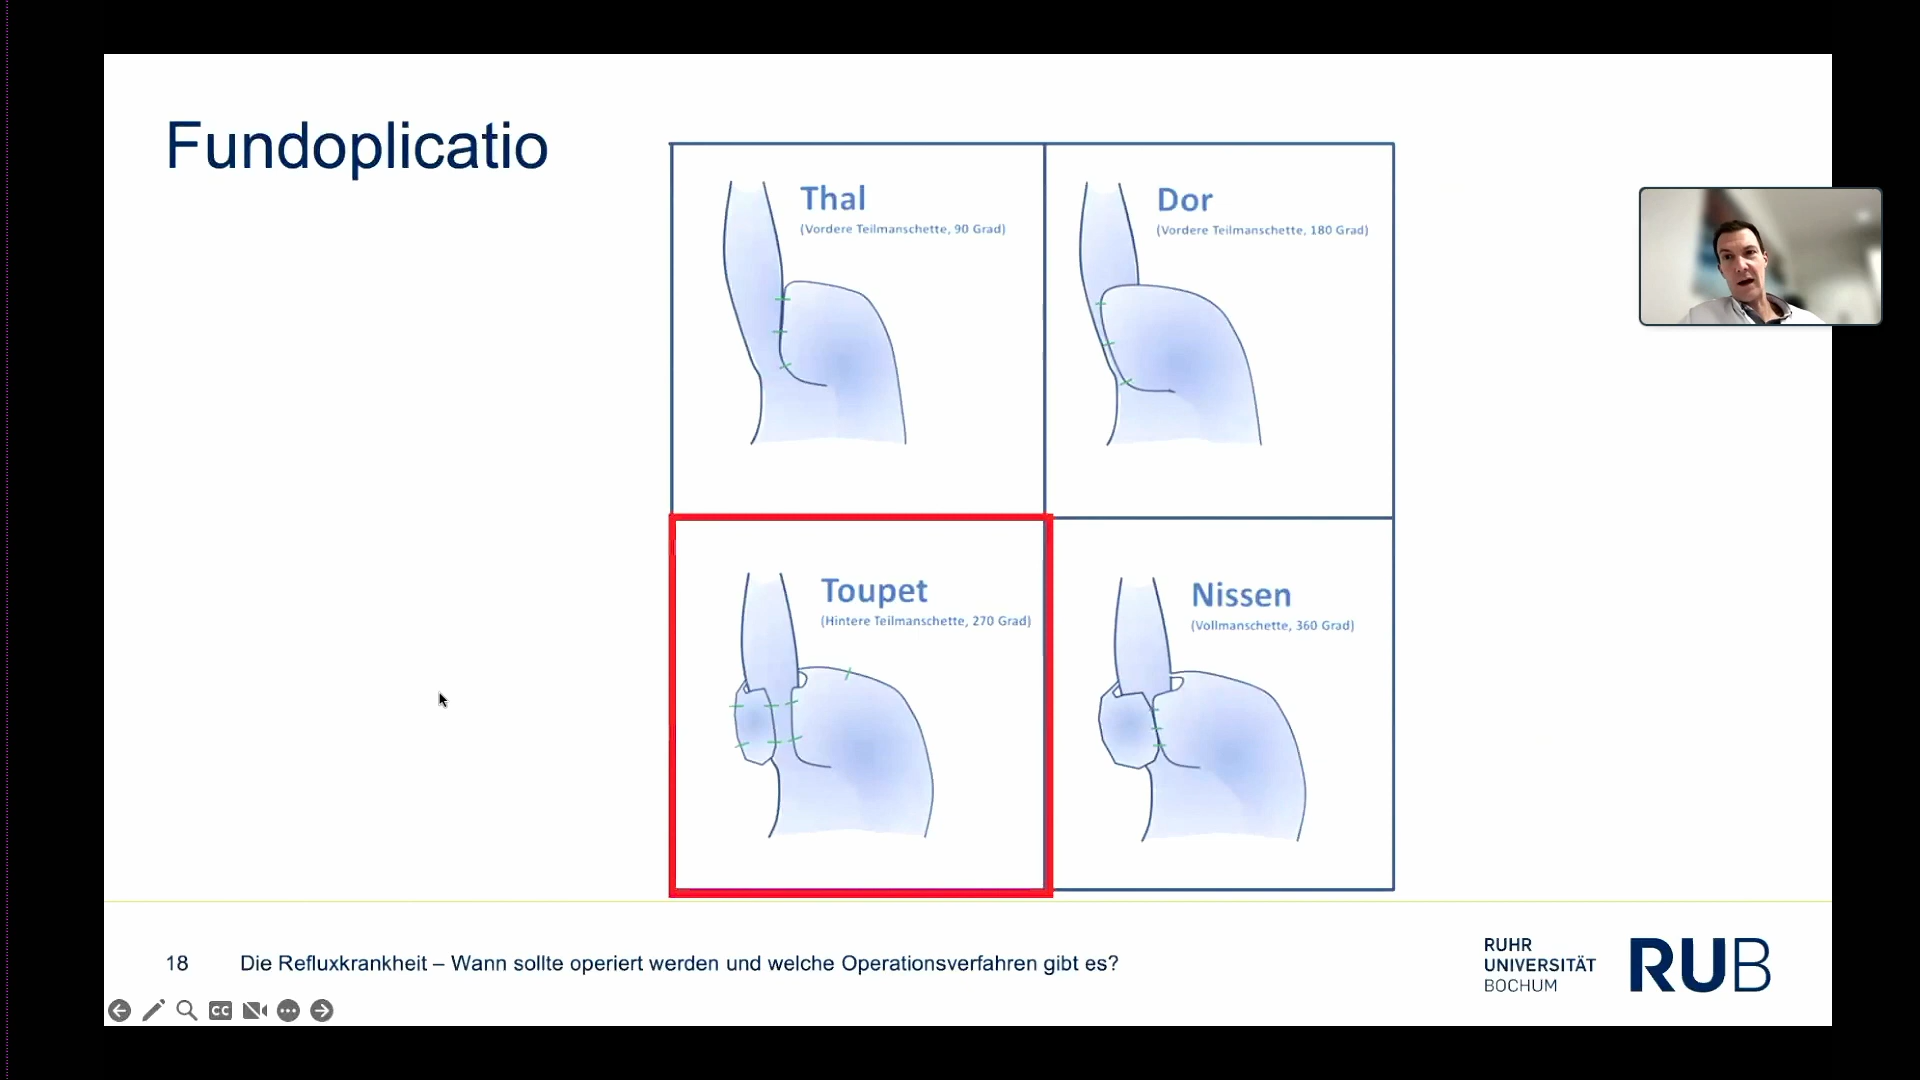 Fundoplicatio
Thal
(Vordere Teilmanschette, 90 Grad)
Dor
(Vordere Teilmanschette, 180 Grad)
Toupet
(Hintere Teilmanschette, 270 Grad)
Nissen
(Vollmanschette, 360 Grad)
18 Die Refluxkrankheit – Wann sollte operiert werden und welche Operationsverfahren gibt es?
RUHR
UNIVERSITÄT
BOCHUM
RUB
CC